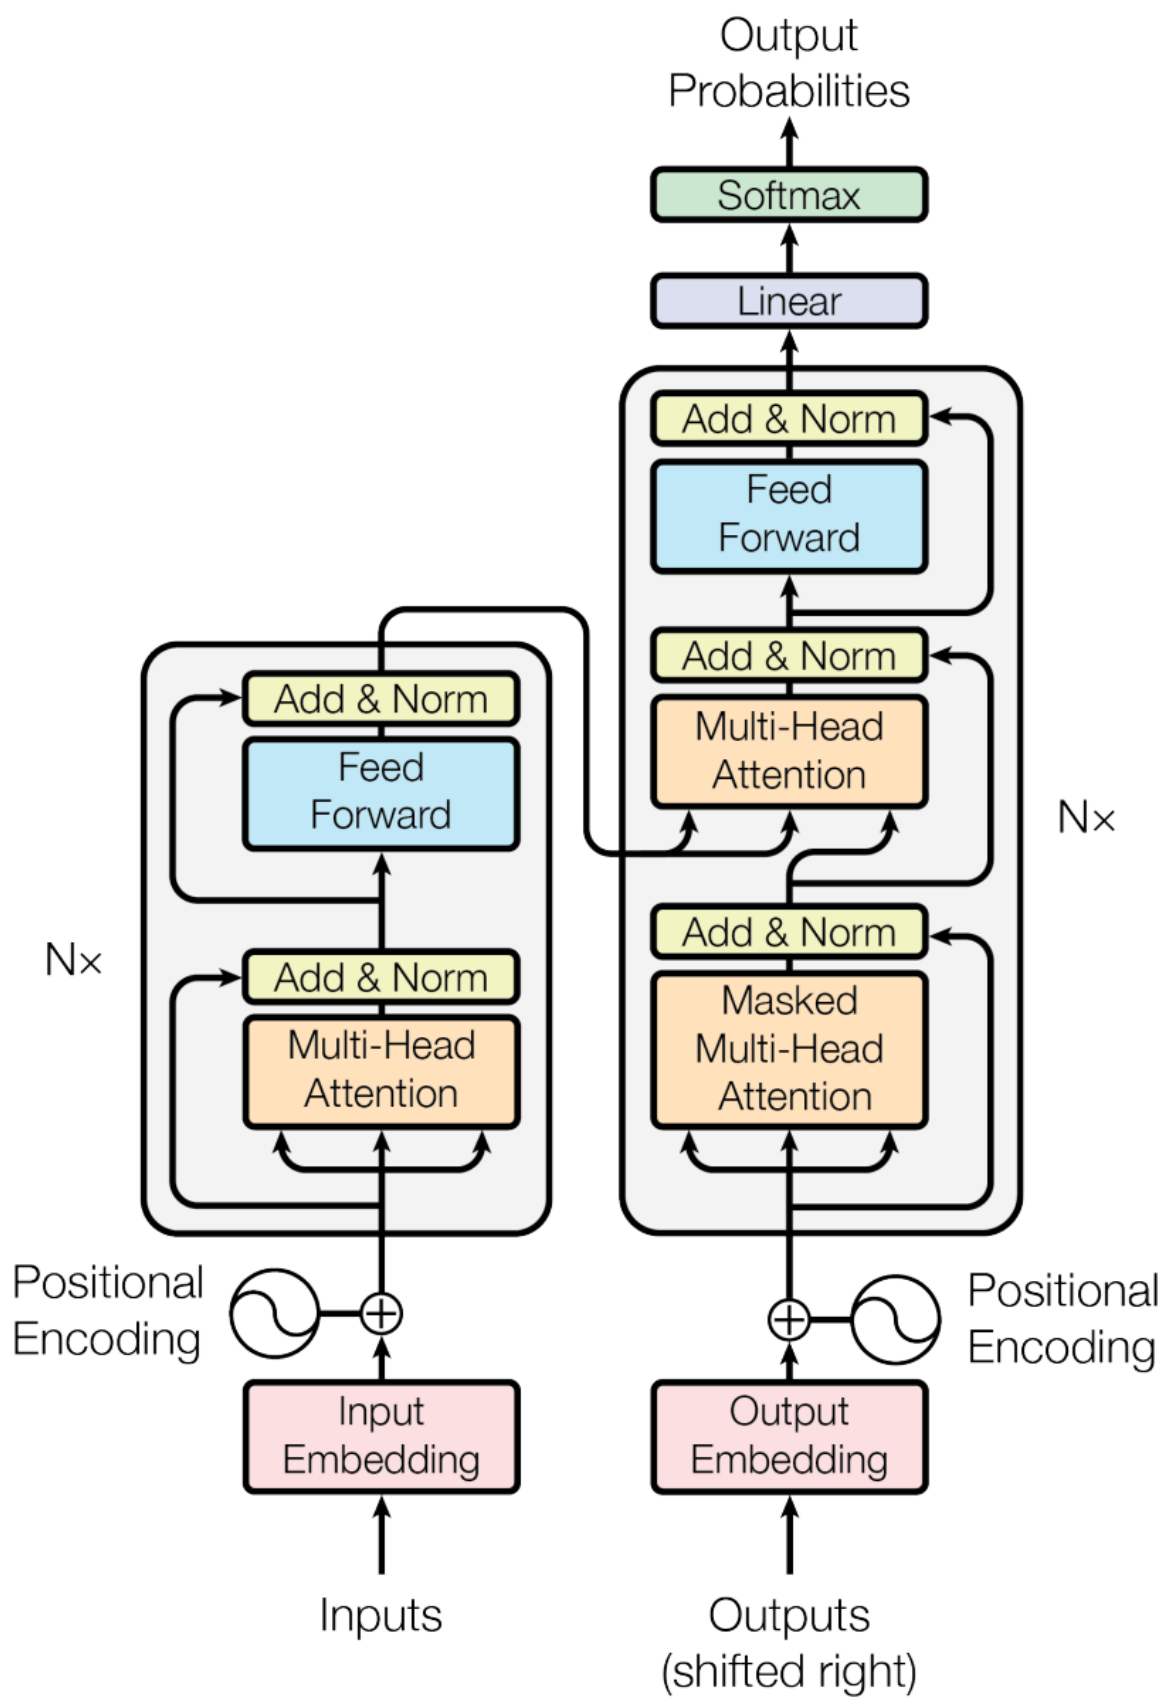 Output
Probabilities
Softmax
Linear
Add & Norm
Feed
Forward
Add & Norm
Multi-Head
Attention
Nx
Add & Norm
Masked
Multi-Head
Attention
Add & Norm
Feed
Forward
Nx
Add & Norm
Multi-Head
Attention
Positional
Encoding
Positional
Encoding
Input
Embedding
Output
Embedding
Inputs
Outputs
(shifted right)